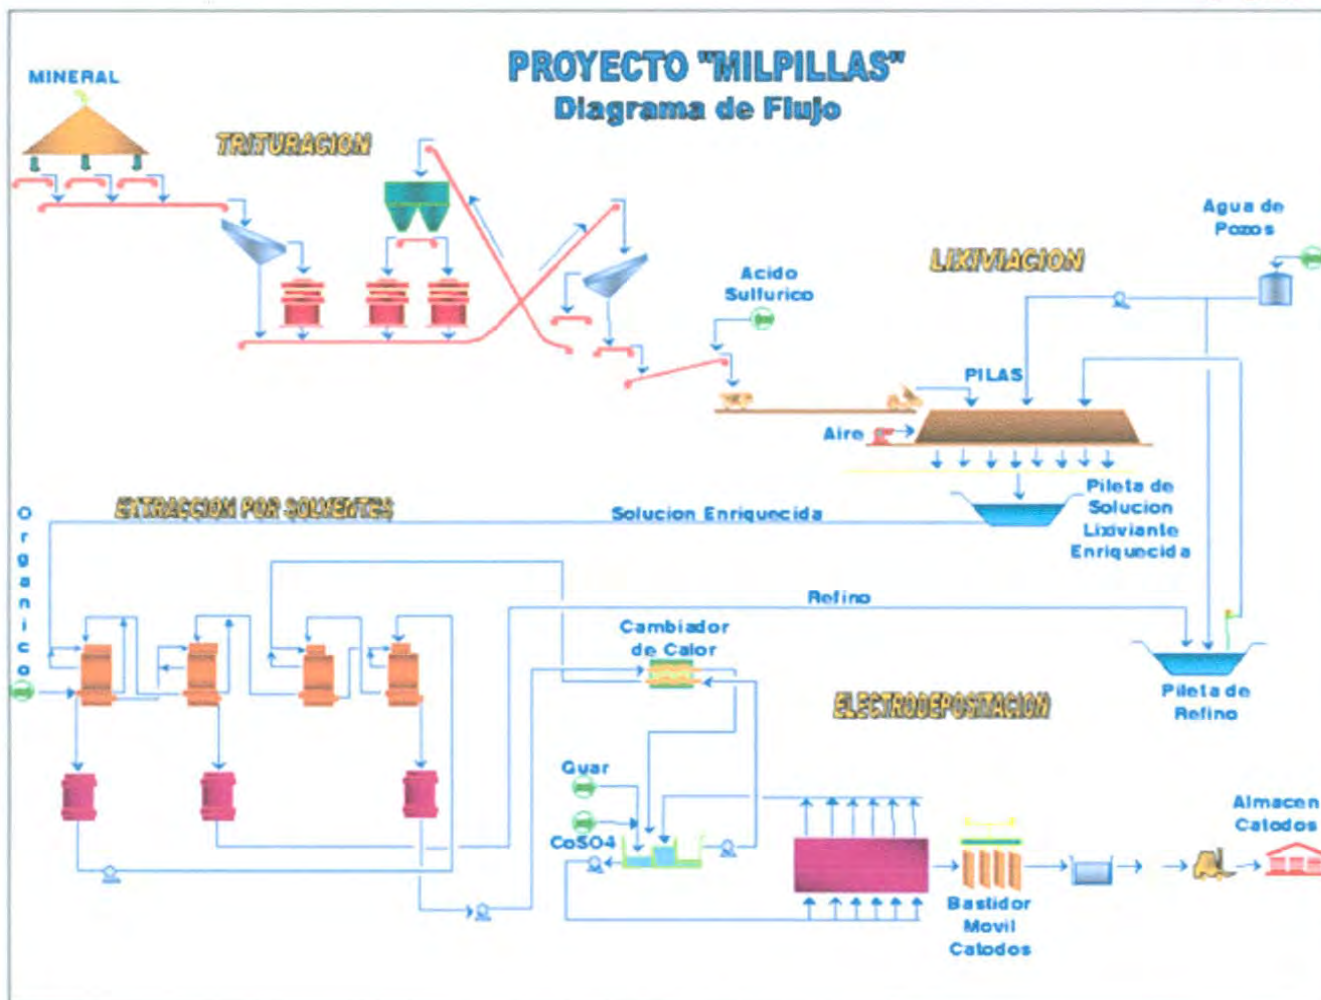 PROYECTO "MILPILLAS"
Diagrama de Flujo
MINERAL
TRITURACION
Agua de
Pozos
LIXIVIACION
Acido
Sulfurico
PILAS
Aire
Pileta de
Solucion
Lixiviante
Enriquecida
Organico
EXTRACCION POR SOLVENTES
Solucion Enriquecida
Refino
Cambiador
de Calor
Pileta de
Refino
ELECTRODEPOSITACION
Guar
CoSO4
Almacen
Catodos
Bastidor
Movil
Catodos